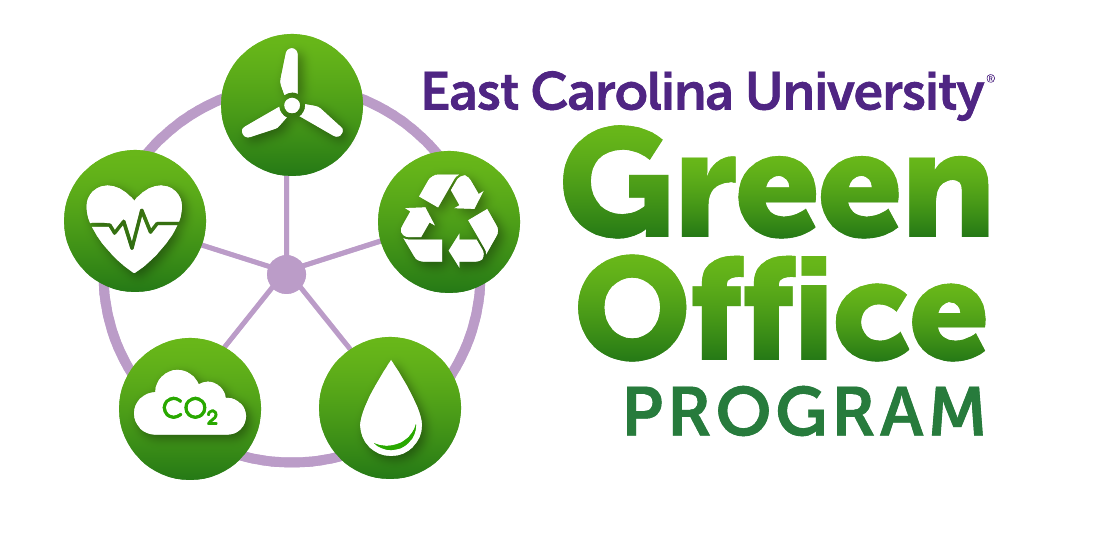 East Carolina University®
Green
Office
PROGRAM
CO2